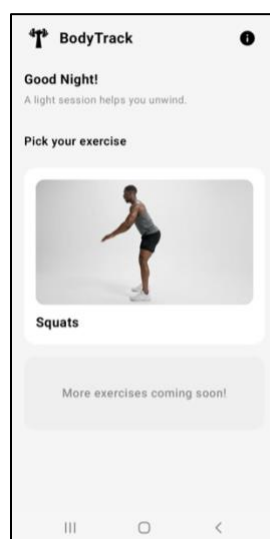 BodyTrack
Good Night!
A light session helps you unwind.
Pick your exercise
Squats
More exercises coming soon!